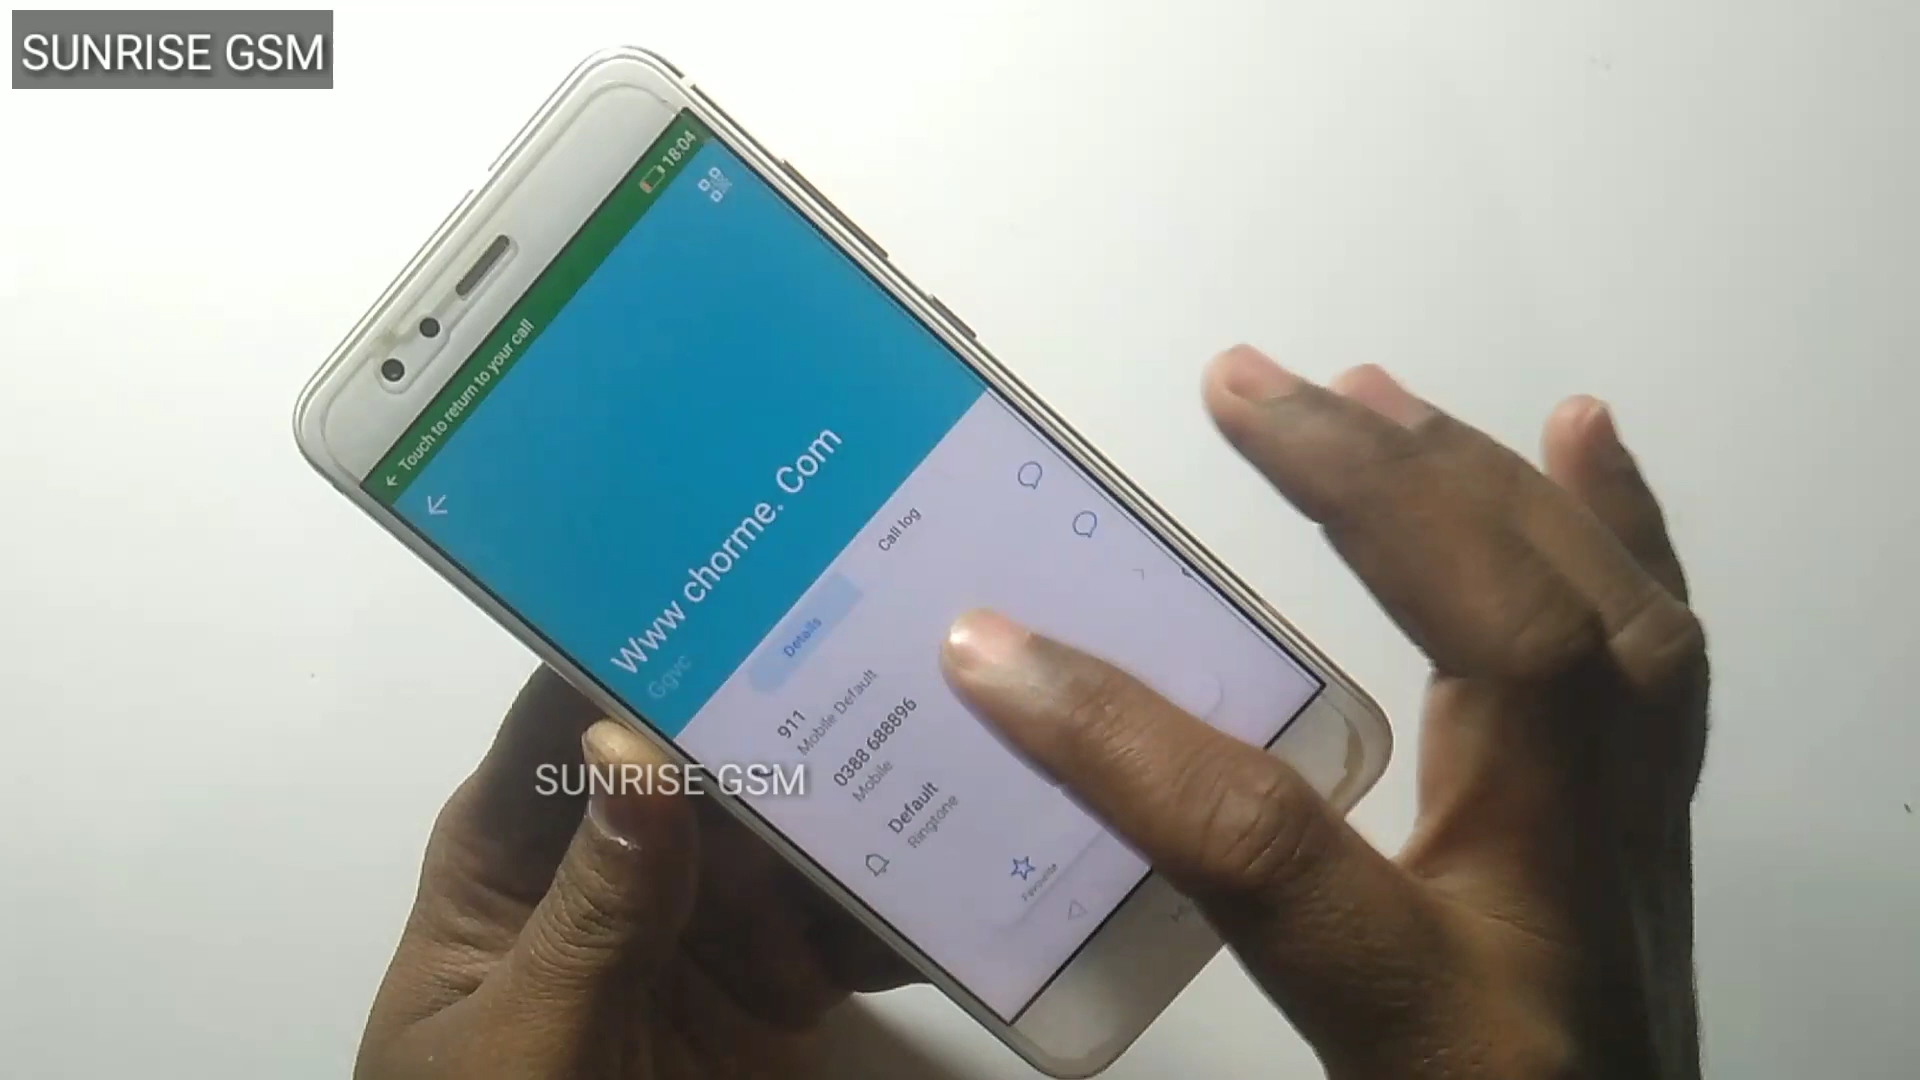 SUNRISE GSM
18:04
Touch to return to your call
Www chorme. Com
Ggvc
Details
Call log
911
Mobile Default
0388 688896
Mobile
Default
Ringtone
Favourite
SUNRISE GSM